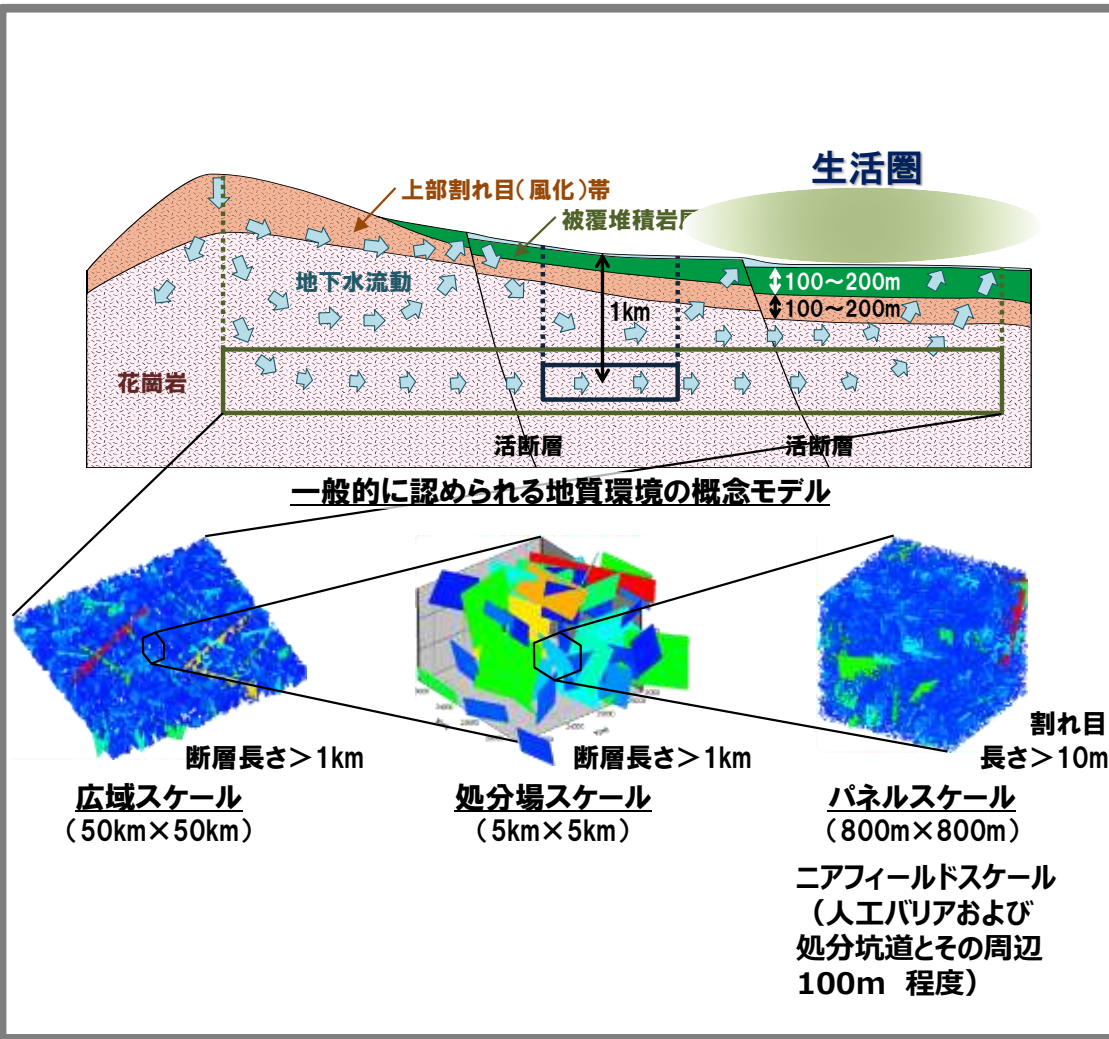 生活圏
上部割れ目(風化)帯
被覆堆積岩
地下水流動
100～200m
1km
100～200m
花崗岩
活断層
活断層
一般的に認められる地質環境の概念モデル
割れ目
断層長さ＞1km
断層長さ＞1km
長さ＞10m
広域スケール
（50km×50km）
処分場スケール
（5km×5km）
パネルスケール
（800m×800m）
ニアフィールドスケール
（人工バリアおよび
処分坑道とその周辺
100m 程度）